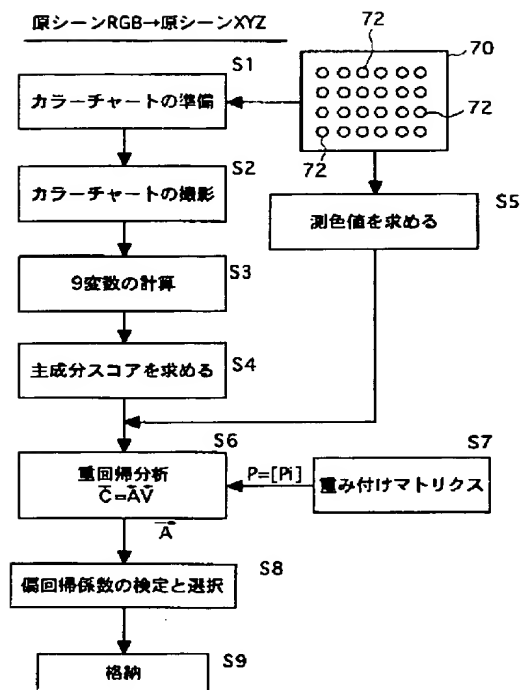 原シーンRGB→原シーンXYZ
72
70
S1
カラーチャートの準備
72
72
S2
カラーチャートの撮影
S5
測色値を求める
S3
9変数の計算
S4
主成分スコアを求める
S6
重回帰分析
C=AV
P=[Pi]
S7
重み付けマトリクス
A
S8
偏回帰係数の検定と選択
S9
格納